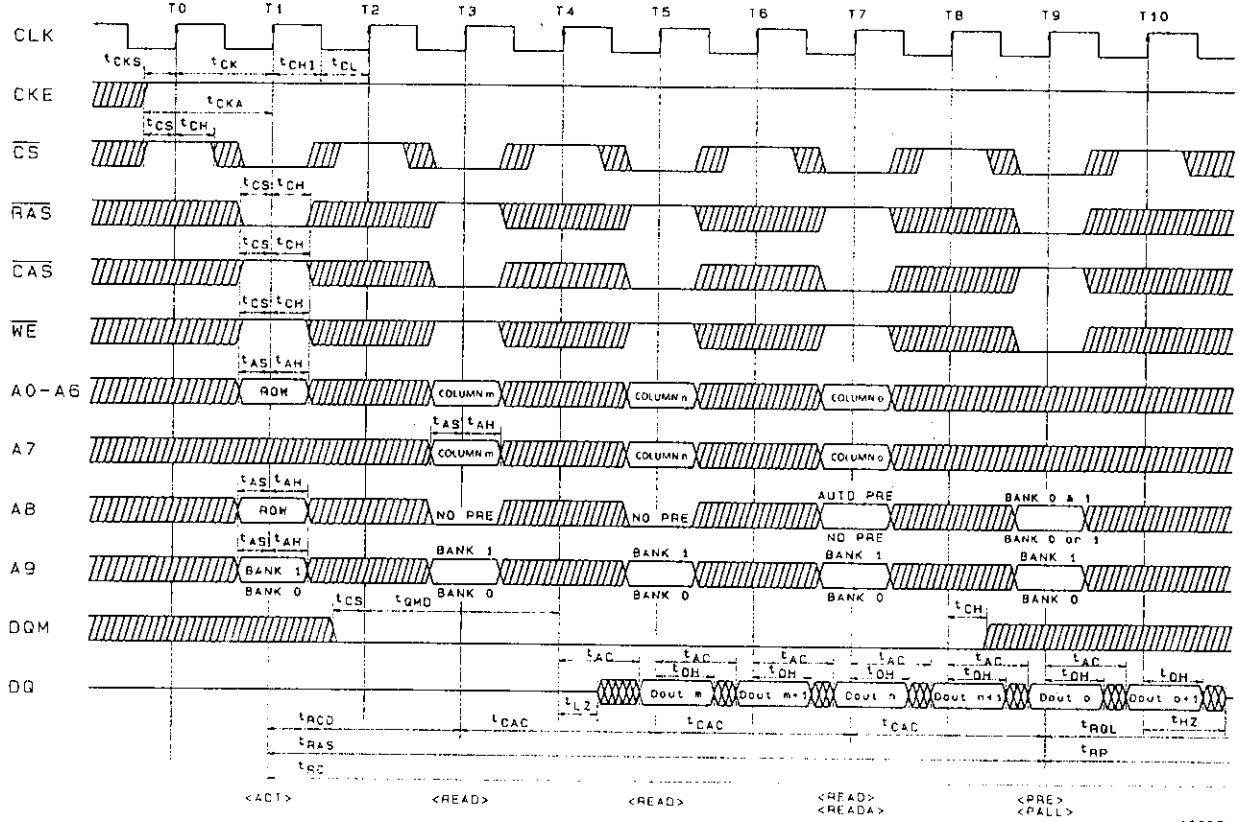 T0 T1 T2 T3 T4 T5 T6 T7 T8 T9 T10
CLK
tCKS tCK tCHI tCL
CKE
tCKA
tCS tCH
CS
tCS tCH
RAS
tCS tCH
CAS
tCS tCH
WE
tAS tAH
A0-A6 ROW COLUMN m COLUMN n COLUMN o
tAS tAH
A7 COLUMN m COLUMN n COLUMN o
tAS tAH AUTO PRE BANK 0 & 1
A8 ROW NO PRE NO PRE
NO PRE BANK 0 or 1
tAS tAH BANK 1 BANK 1 BANK 1 BANK 1
A9 BANK 1
BANK 0 BANK 0 BANK 0 BANK 0 BANK 0
tCS tQMD tCH
DQM
tAC tAC tAC tAC tAC tAC
tOH tOH tOH tOH tOH tOH
DQ Dout m Dout m+1 Dout n Dout n+1 Dout o Dout o+1
tLZ tHZ
tRCD tCAC tCAC tCAC tRQL
tRAS tRP
tRC
<ACT> <READ> <READ> <READ> <PRE>
<READA> <PALL>